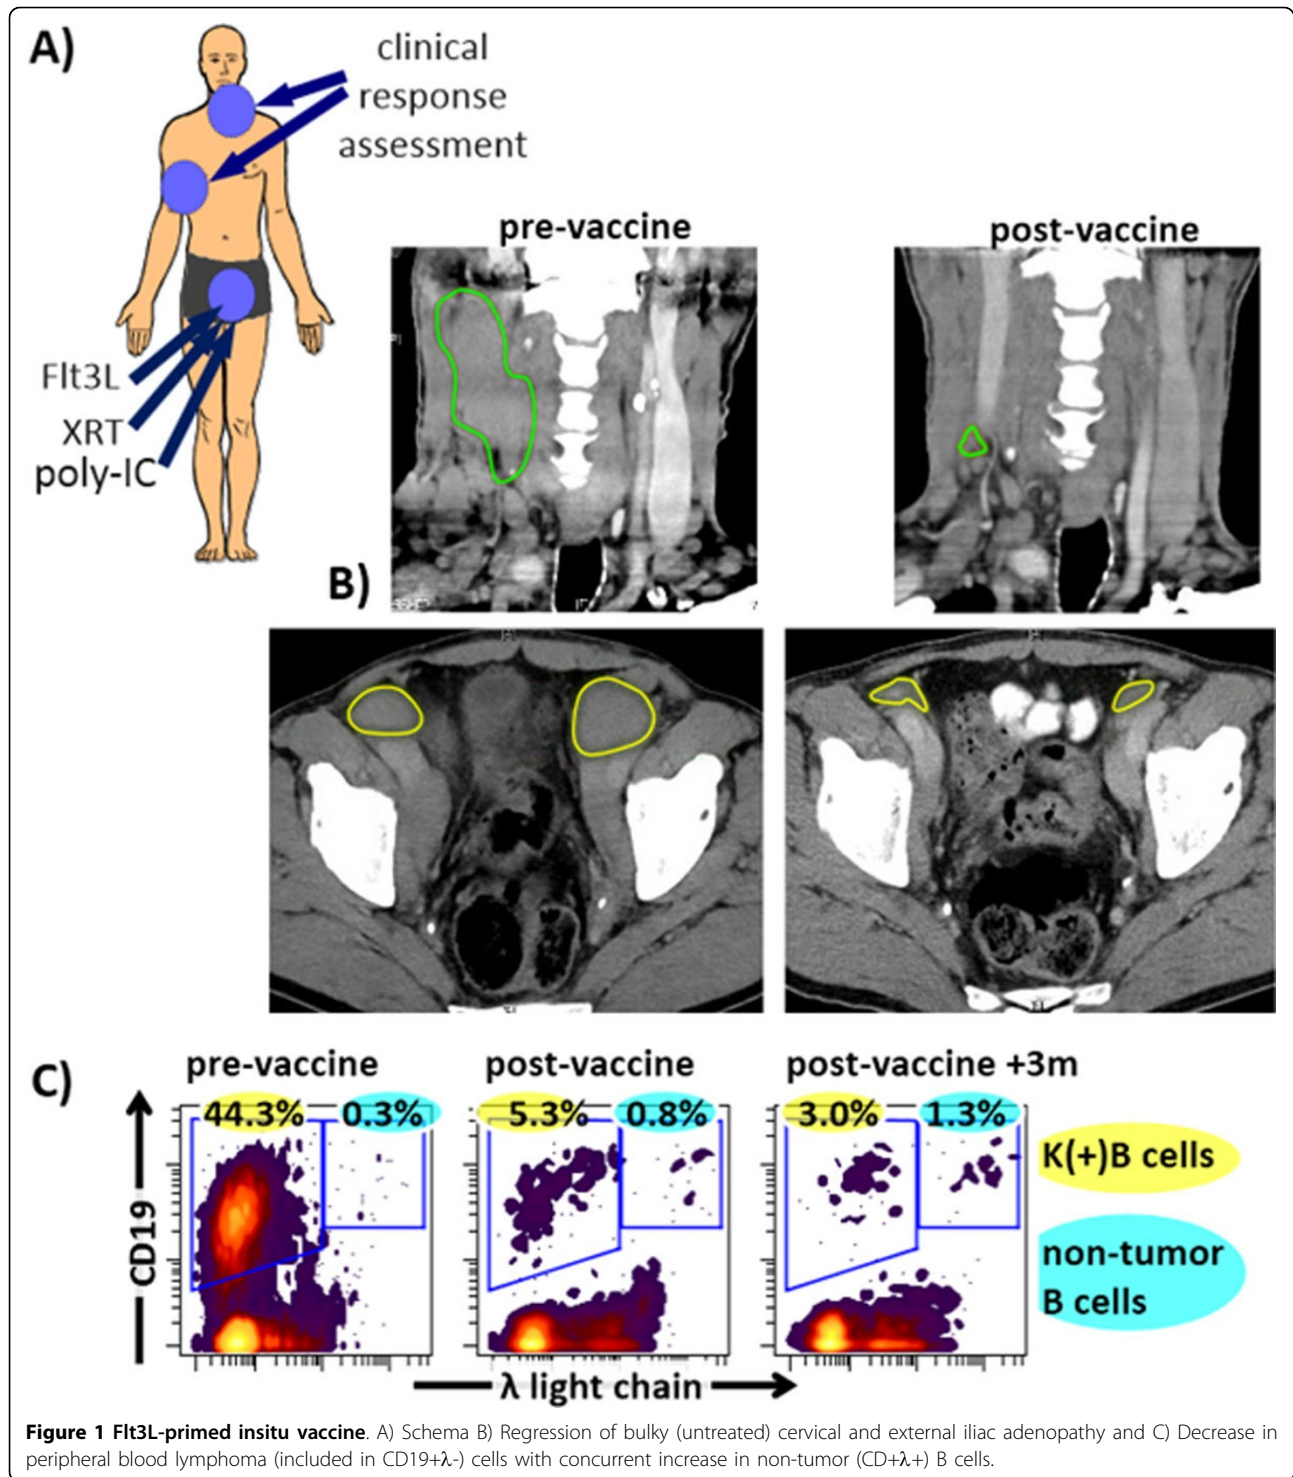 A)
clinical
response
assessment
Flt3L
XRT
poly-IC
pre-vaccine
post-vaccine
B)
C)
pre-vaccine
post-vaccine
post-vaccine +3m
44.3%
0.3%
5.3%
0.8%
3.0%
1.3%
CD19
K(+)B cells
non-tumor
B cells
λ light chain
Figure 1 Flt3L-primed insitu vaccine. A) Schema B) Regression of bulky (untreated) cervical and external iliac adenopathy and C) Decrease in
peripheral blood lymphoma (included in CD19+λ-) cells with concurrent increase in non-tumor (CD+λ+) B cells.